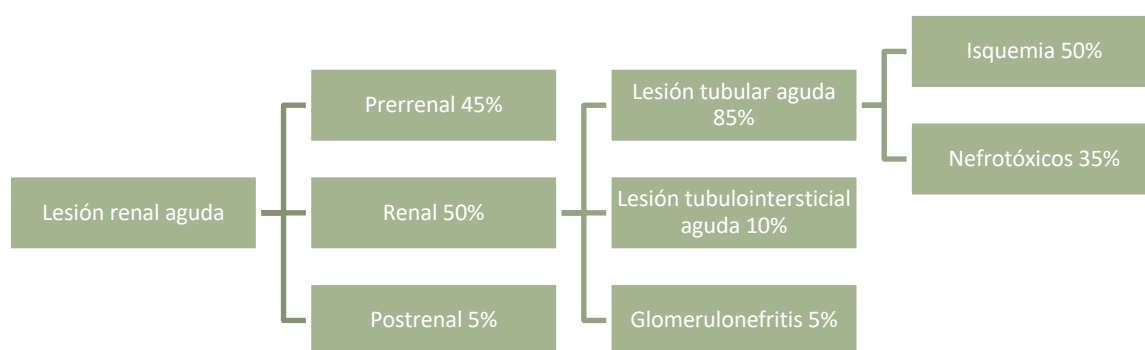 Lesión renal aguda
Prerrenal 45%
Renal 50%
Postrenal 5%
Lesión tubular aguda
85%
Lesión tubulointersticial
aguda 10%
Glomerulonefritis 5%
Isquemia 50%
Nefrotóxicos 35%